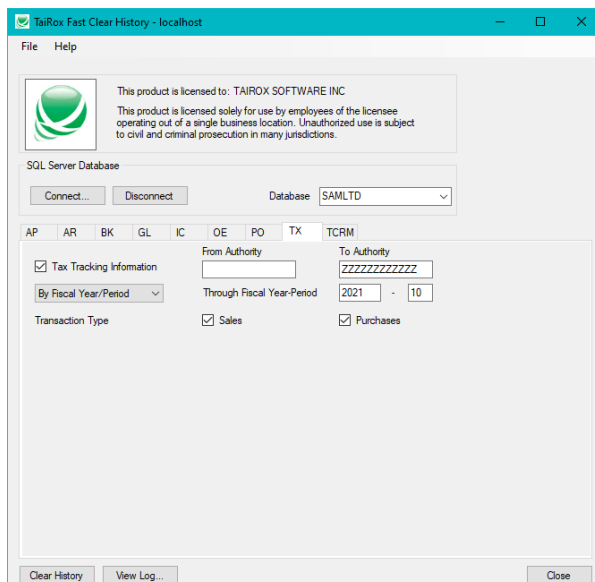 TaiRox Fast Clear History - localhost
File Help
This product is licensed to: TAIROX SOFTWARE INC
This product is licensed solely for use by employees of the licensee
operating out of a single business location. Unauthorized use is subject
to civil and criminal prosecution in many jurisdictions.
SQL Server Database
Connect... Disconnect Database SAMLTD
AP AR BK GL IC OE PO TX TCRM
From Authority To Authority
Tax Tracking Information ZZZZZZZZZZZZ
By Fiscal Year/Period Through Fiscal Year-Period 2021 - 10
Transaction Type Sales Purchases
Clear History View Log... Close